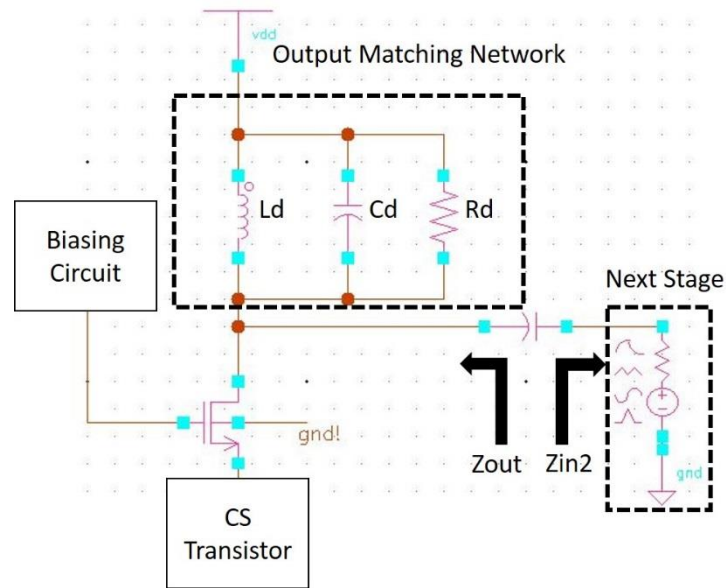 vdd
Output Matching Network
Ld
Cd
Rd
Biasing
Circuit
Next Stage
gnd!
Zout
Zin2
gnd
CS
Transistor